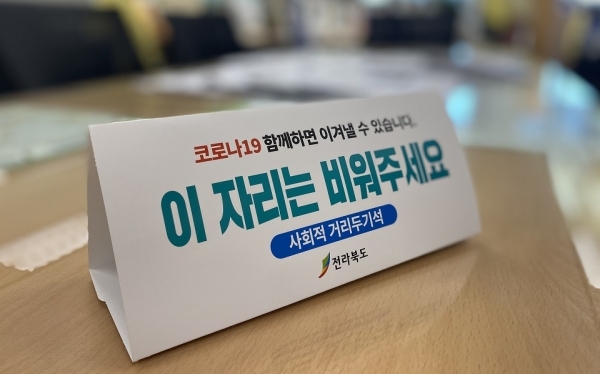 코로나19 함께하면 이겨낼 수 있습니다.
이 자리는 비워주세요
사회적 거리두기석
전라북도